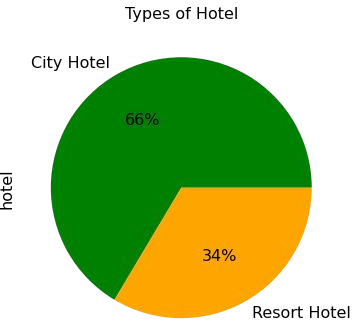 Types of Hotel
City Hotel
66%
hotel
34%
Resort Hotel